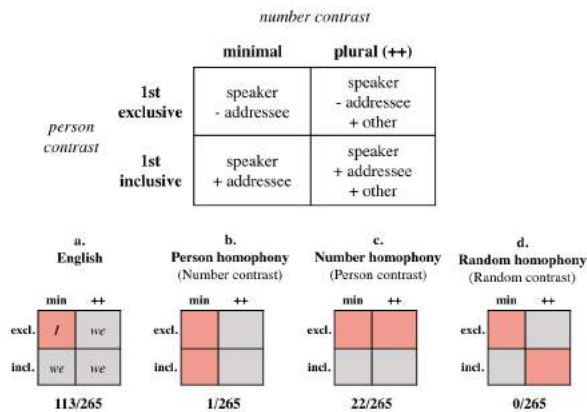 number contrast
minimal plural (++)
person contrast
1st exclusive
speaker
- addressee
speaker
- addressee
+ other
1st inclusive
speaker
+ addressee
speaker
+ addressee
+ other
a.
English
min ++
excl. I we
incl. we we
113/265
b.
Person homophony
(Number contrast)
min ++
1/265
c.
Number homophony
(Person contrast)
min ++
excl.
incl.
22/265
d.
Random homophony
(Random contrast)
min ++
excl.
incl.
0/265